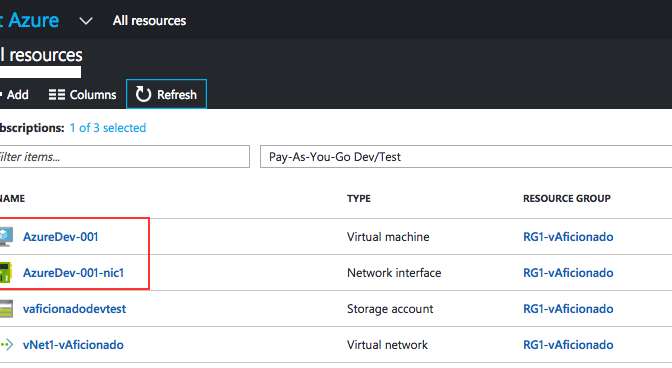 t Azure All resources
l resources
Add Columns Refresh
bscriptions: 1 of 3 selected
ilter items... Pay-As-You-Go Dev/Test
NAME TYPE RESOURCE GROUP
AzureDev-001 Virtual machine RG1-vAficionado
AzureDev-001-nic1 Network interface RG1-vAficionado
vaficionadodevtest Storage account RG1-vAficionado
vNet1-vAficionado Virtual network RG1-vAficionado